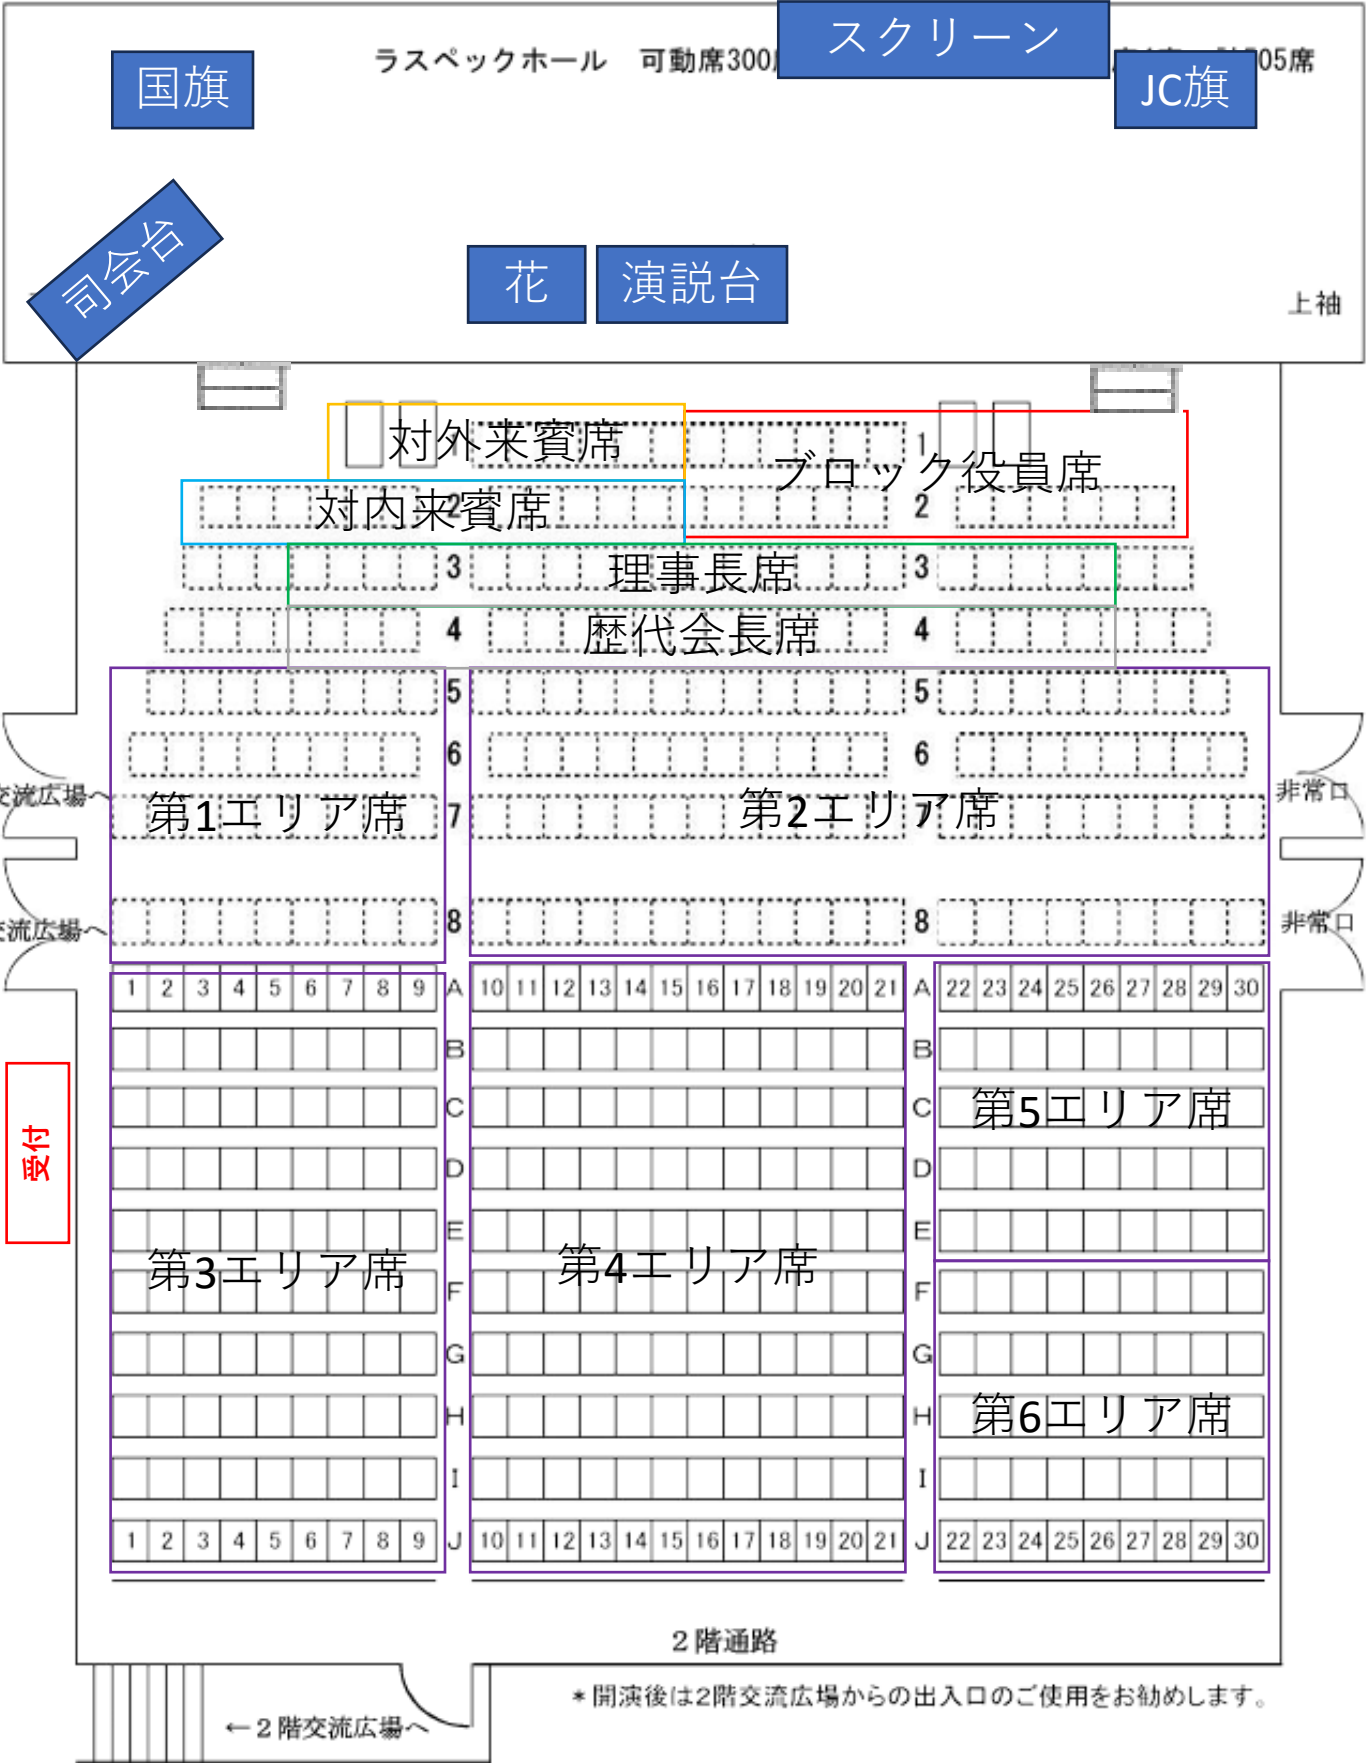 スクリーン
ラスペックホール 可動席300
05席
国旗
JC旗
司会台
花
演説台
上袖
対外来賓席
1
ブロック役員席
対内来賓席
2
2
3
理事長席
3
4
歴代会長席
4
5
5
6
6
交流広場へ
第1エリア席
7
第2エリア席
7
非常口
交流広場へ
8
8
非常口
1 2 3 4 5 6 7 8 9 A 10 11 12 13 14 15 16 17 18 19 20 21 A 22 23 24 25 26 27 28 29 30
B
B
C
C
第5エリア席
受付
D
D
E
E
第3エリア席
第4エリア席
F
F
G
G
H
H
第6エリア席
I
I
1 2 3 4 5 6 7 8 9 J 10 11 12 13 14 15 16 17 18 19 20 21 J 22 23 24 25 26 27 28 29 30
2階通路
*開演後は2階交流広場からの出入口のご使用をお勧めします。
←2階交流広場へ